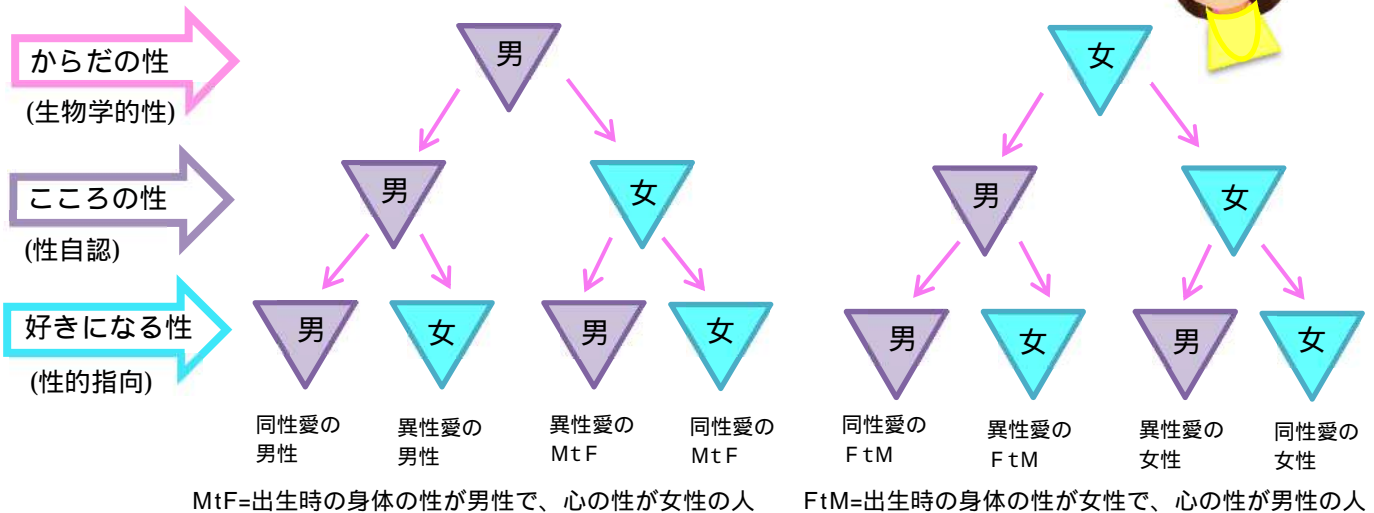 からだの性
(生物学的性)
男
女
こころの性
(性自認)
男
女
男
女
好きになる性
(性的指向)
男
女
男
女
男
女
男
女
同性愛の
男性
異性愛の
男性
異性愛の
MtF
同性愛の
MtF
同性愛の
FtM
異性愛の
FtM
異性愛の
女性
同性愛の
女性
MtF=出生時の身体の性が男性で、心の性が女性の人
FtM=出生時の身体の性が女性で、心の性が男性の人